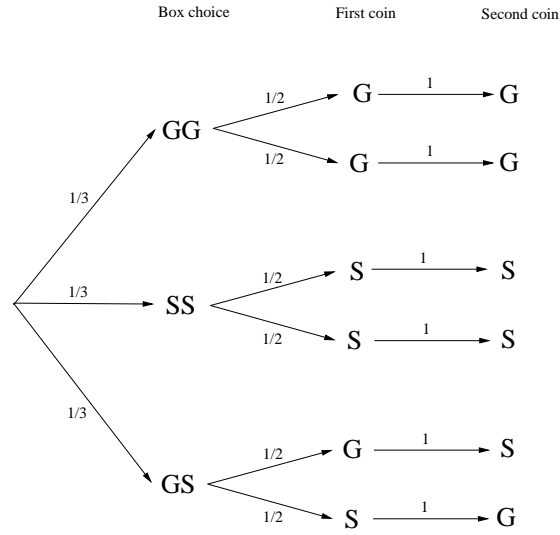 Box choice First coin Second coin
1/2 G 1 G
GG
1/2 G 1 G
1/3
1/2 S 1 S
1/3 SS
1/2 S 1 S
1/3
1/2 G 1 S
GS
1/2 S 1 G